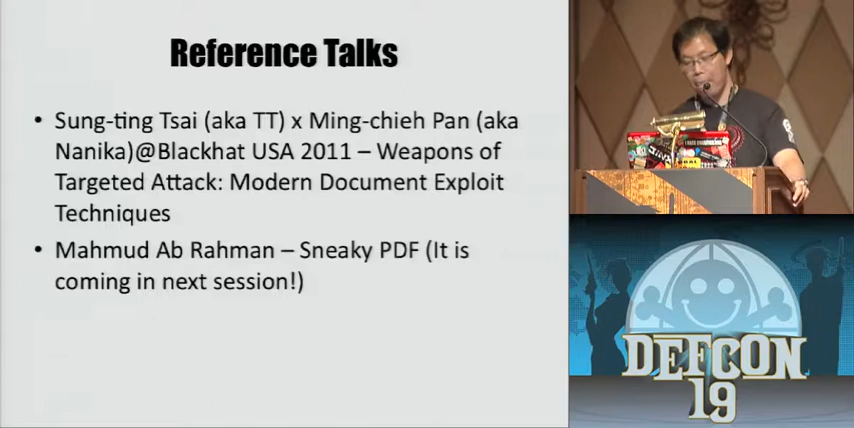 Reference Talks
• Sung-ting Tsai (aka TT) x Ming-chieh Pan (aka
Nanika)@Blackhat USA 2011 – Weapons of
Targeted Attack: Modern Document Exploit
Techniques
• Mahmud Ab Rahman – Sneaky PDF (It is
coming in next session!)
DEFCON
19